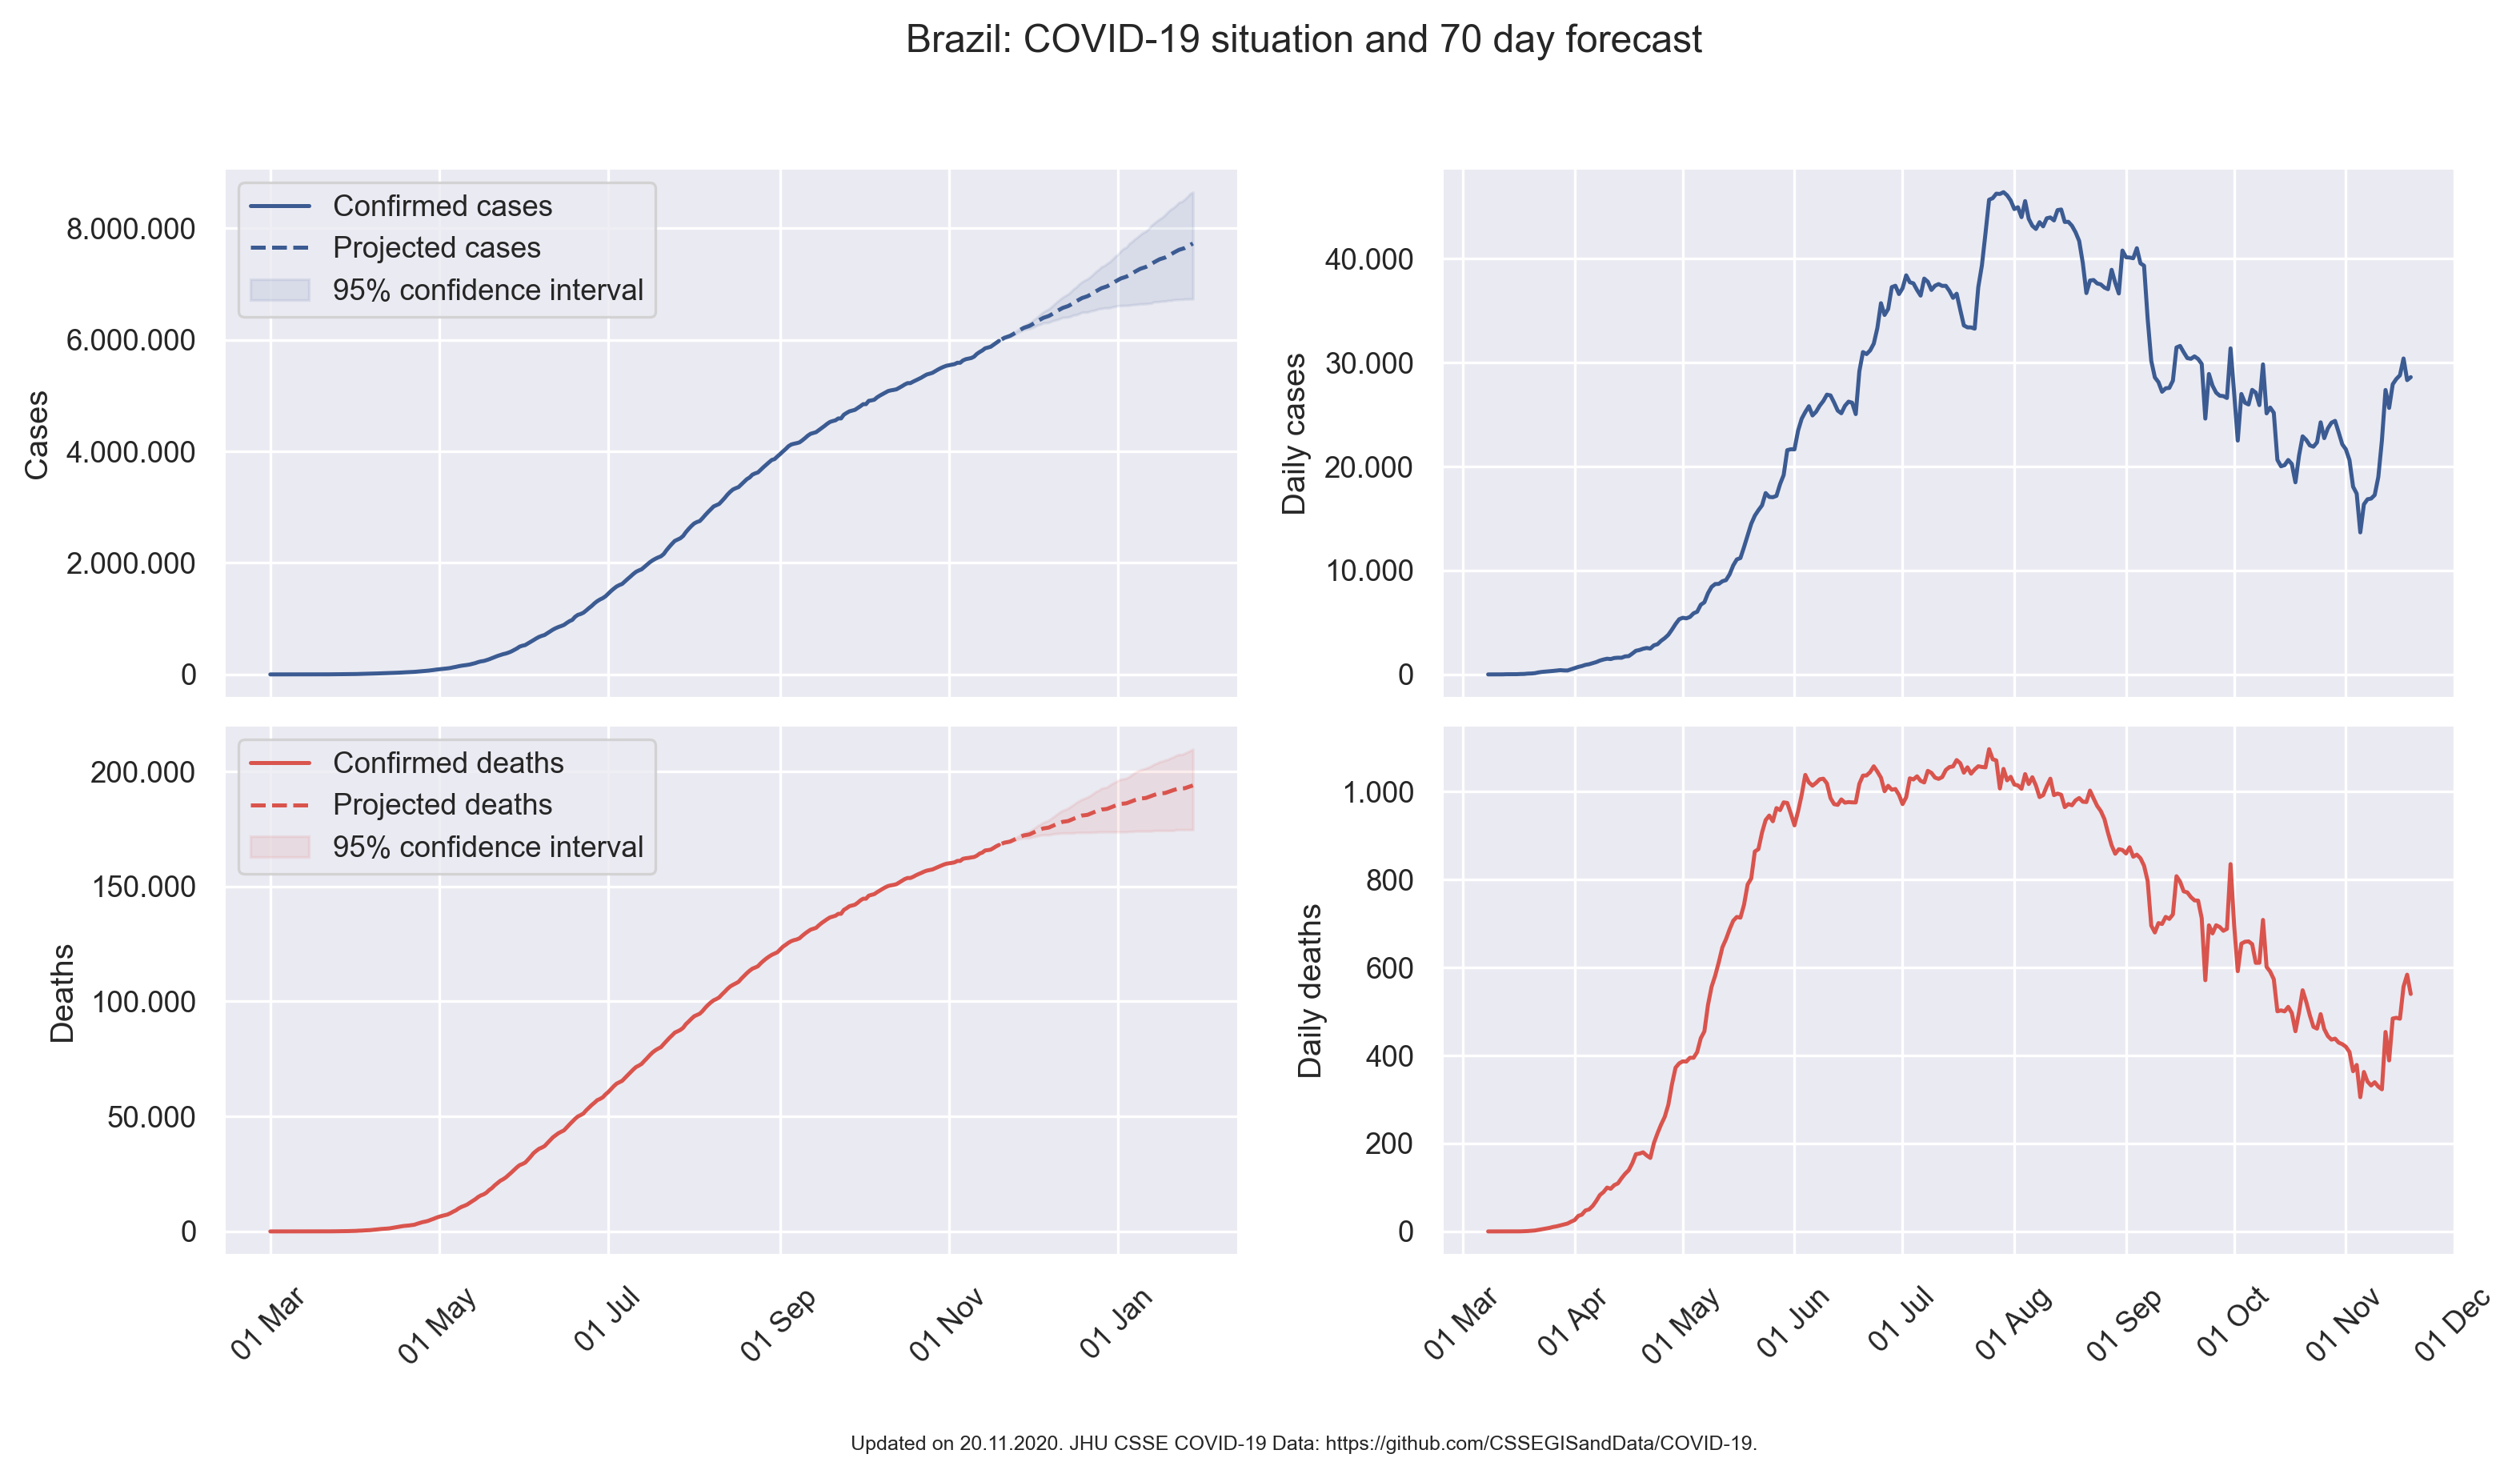 Brazil: COVID-19 situation and 70 day forecast
Confirmed cases
Projected cases
95% confidence interval
8.000.000
6.000.000
4.000.000
2.000.000
0
Cases
40.000
30.000
20.000
10.000
0
Daily cases
Confirmed deaths
Projected deaths
95% confidence interval
200.000
150.000
100.000
50.000
0
Deaths
01 Mar
01 May
01 Jul
01 Sep
01 Nov
01 Jan
1.000
800
600
400
200
0
Daily deaths
01 Mar
01 Apr
01 May
01 Jun
01 Jul
01 Aug
01 Sep
01 Oct
01 Nov
01 Dec
Updated on 20.11.2020. JHU CSSE COVID-19 Data: https://github.com/CSSEGISandData/COVID-19.